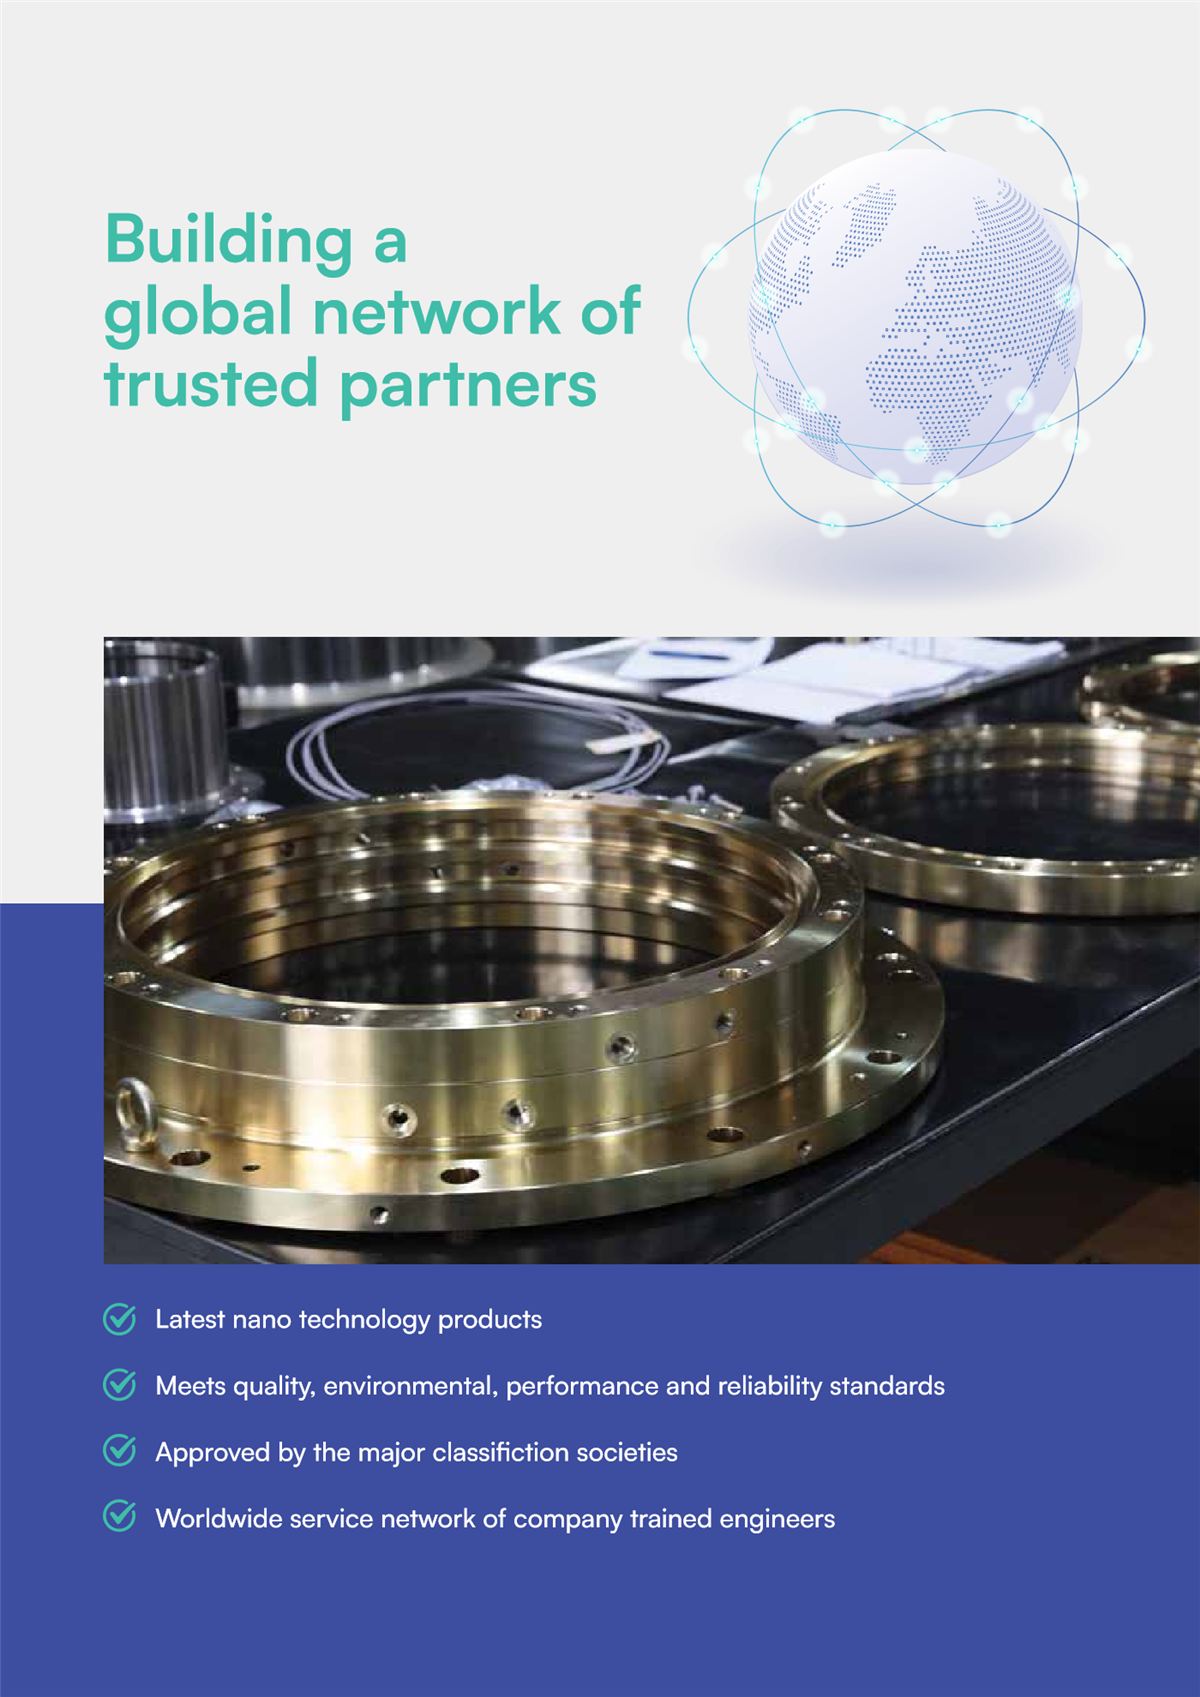 Building a
global network of
trusted partners
Latest nano technology products
Meets quality, environmental, performance and reliability standards
Approved by the major classifiction societies
Worldwide service network of company trained engineers